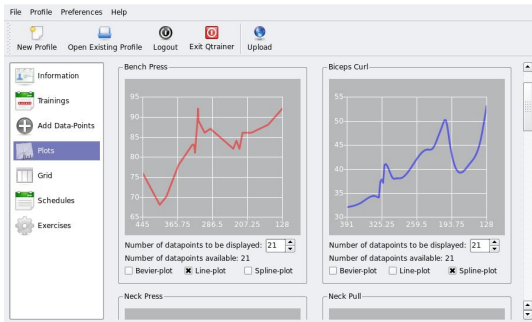 File Profile Preferences Help
New Profile Open Existing Profile Logout Exit Qtrainer Upload
Information
Trainings
Add Data-Points
Plots
Grid
Schedules
Exercises
Bench Press
95
90
85
80
75
70
65
445 365.75 286.5 207.25 128
Number of datapoints to be displayed: 21
Number of datapoints available: 21
Bevier-plot Line-plot Spline-plot
Biceps Curl
55
50
45
40
35
30
391 325.25 259.5 193.75 128
Number of datapoints to be displayed: 21
Number of datapoints available: 21
Bevier-plot Line-plot Spline-plot
Neck Press
Neck Pull